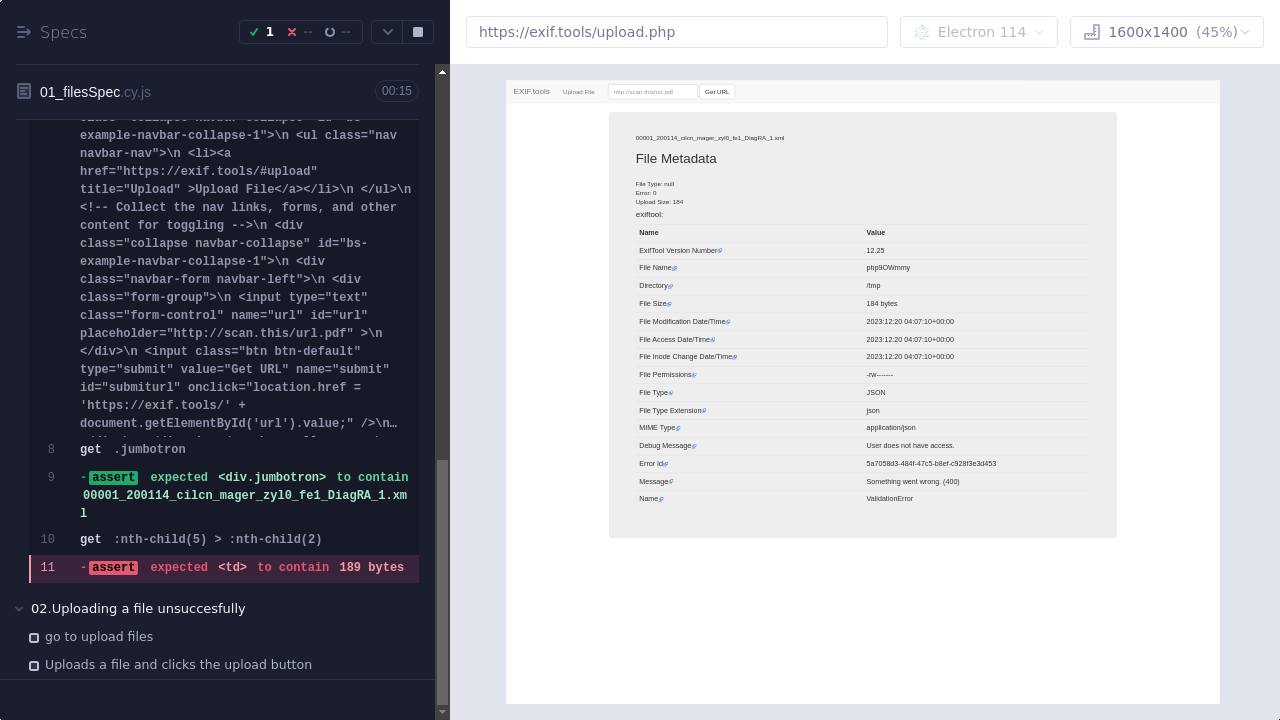 Specs
1
--
--
https://exif.tools/upload.php
Electron 114
1600x1400 (45%)
01_filesSpec.cy.js
00:15
example-navbar-collapse-1">\n <ul class="nav
navbar-nav">\n <li><a
href="https://exif.tools/#upload"
title="Upload" >Upload File</a></li>\n </ul>\n
<!-- Collect the nav links, forms, and other
content for toggling -->\n <div
class="collapse navbar-collapse" id="bs-
example-navbar-collapse-1">\n <div
class="navbar-form navbar-left">\n <div
class="form-group">\n <input type="text"
class="form-control" name="url" id="url"
placeholder="http://scan.this/url.pdf" >\n
</div>\n <input class="btn btn-default"
type="submit" value="Get URL" name="submit"
id="submiturl" onclick="location.href =
'https://exif.tools/' +
document.getElementById('url').value;" />\n…
8 get .jumbotron
9 -assert expected <div.jumbotron> to contain
00001_200114_cilcn_mager_zyl0_fe1_DiagRA_1.xm
l
10 get :nth-child(5) > :nth-child(2)
11 -assert expected <td> to contain 189 bytes
02.Uploading a file unsuccesfully
go to upload files
Uploads a file and clicks the upload button
EXIF.tools
Upload File
http://scan.this/url.pdf
Get URL
00001_200114_cilcn_mager_zyl0_fe1_DiagRA_1.xml
File Metadata
File Type: null
Error: 0
Upload Size: 184
exiftool:
Name Value
ExifTool Version Number 12.25
File Name php9OWmmy
Directory /tmp
File Size 184 bytes
File Modification Date/Time 2023:12:20 04:07:10+00:00
File Access Date/Time 2023:12:20 04:07:10+00:00
File Inode Change Date/Time 2023:12:20 04:07:10+00:00
File Permissions -rw-------
File Type JSON
File Type Extension json
MIME Type application/json
Debug Message User does not have access.
Error Id 5a7058d3-484f-47c5-b8ef-c928f3e3d453
Message Something went wrong. (400)
Name ValidationError